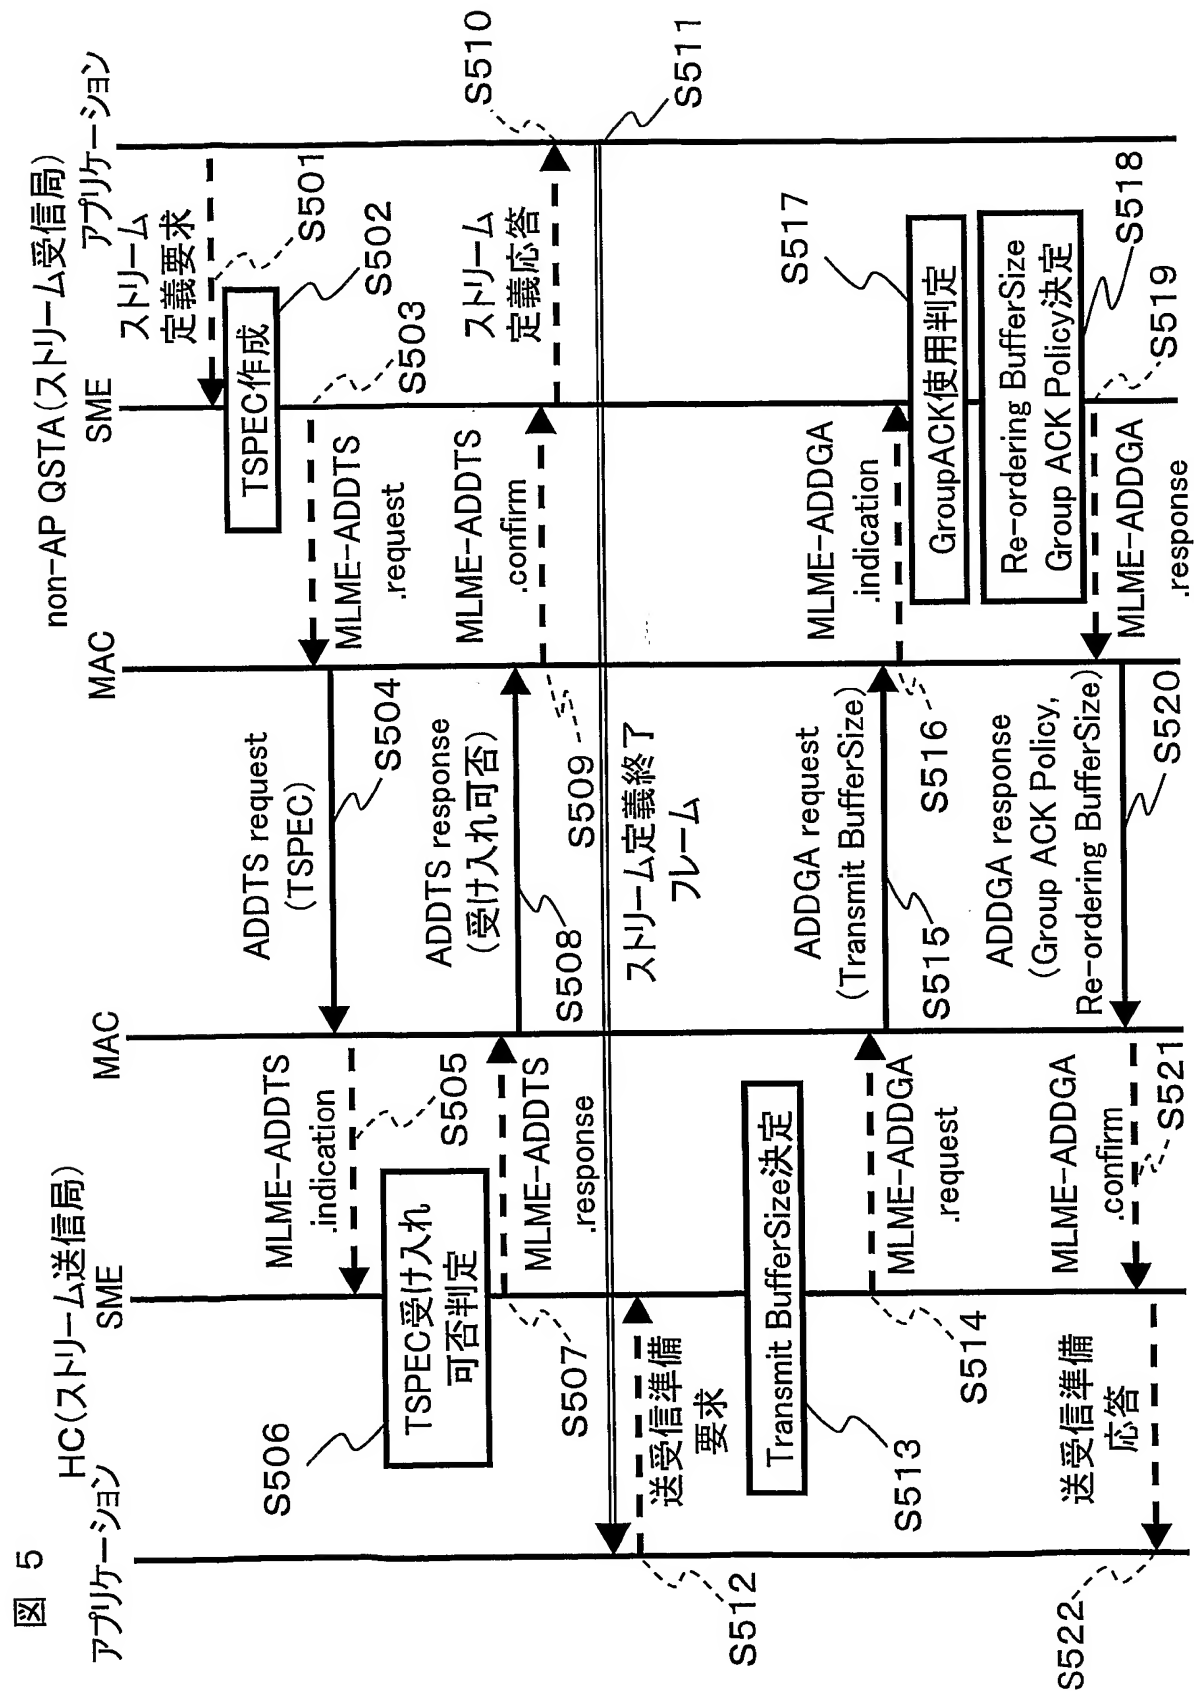 図 5
HC(ストリーム送信局)
non-AP QSTA(ストリーム受信局)
アプリケーション
SME
MAC
MAC
SME
アプリケーション
ストリーム
定義要求
S501
TSPEC作成
S502
MLME-ADDTS
.request
S503
ADDTS request
(TSPEC)
S504
MLME-ADDTS
.indication
S505
TSPEC受け入れ
可否判定
S506
MLME-ADDTS
.response
S507
ADDTS response
(受け入れ可否)
S508
MLME-ADDTS
.confirm
S509
ストリーム
定義応答
S510
ストリーム定義終了
フレーム
S511
送受信準備
要求
S512
Transmit BufferSize決定
S513
MLME-ADDGA
.request
S514
ADDGA request
(Transmit BufferSize)
S515
MLME-ADDGA
.indication
S516
GroupACK使用判定
S517
Re-ordering BufferSize
Group ACK Policy決定
S518
MLME-ADDGA
.response
S519
ADDGA response
(Group ACK Policy,
Re-ordering BufferSize)
S520
MLME-ADDGA
.confirm
S521
送受信準備
応答
S522